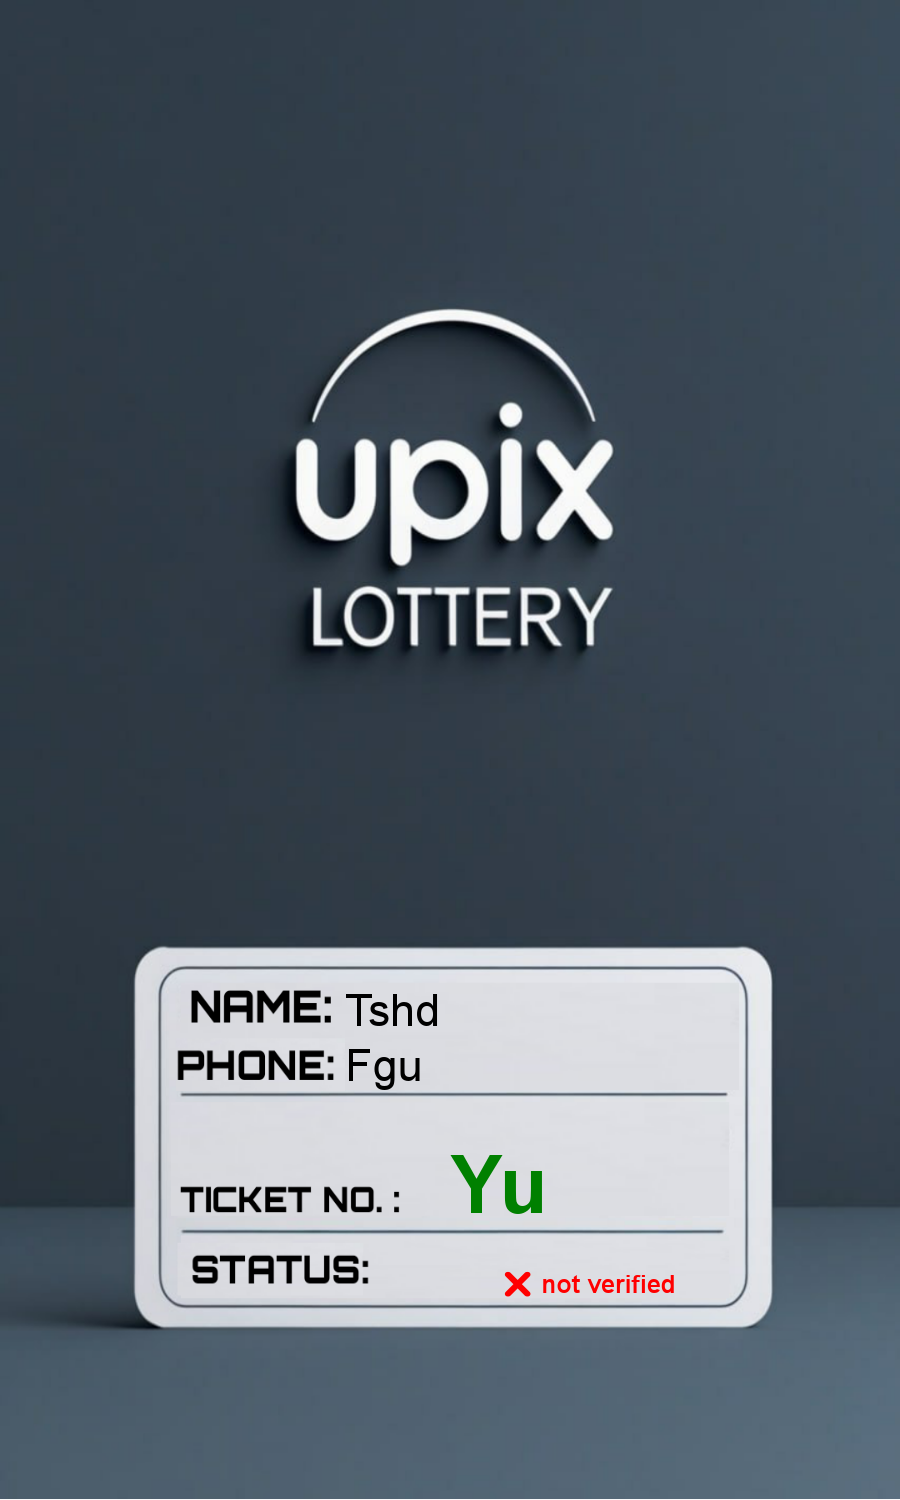 upix
LOTTERY
NAME: Tshd
PHONE: Fgu
TICKET NO. : Yu
STATUS: ❌ not verified